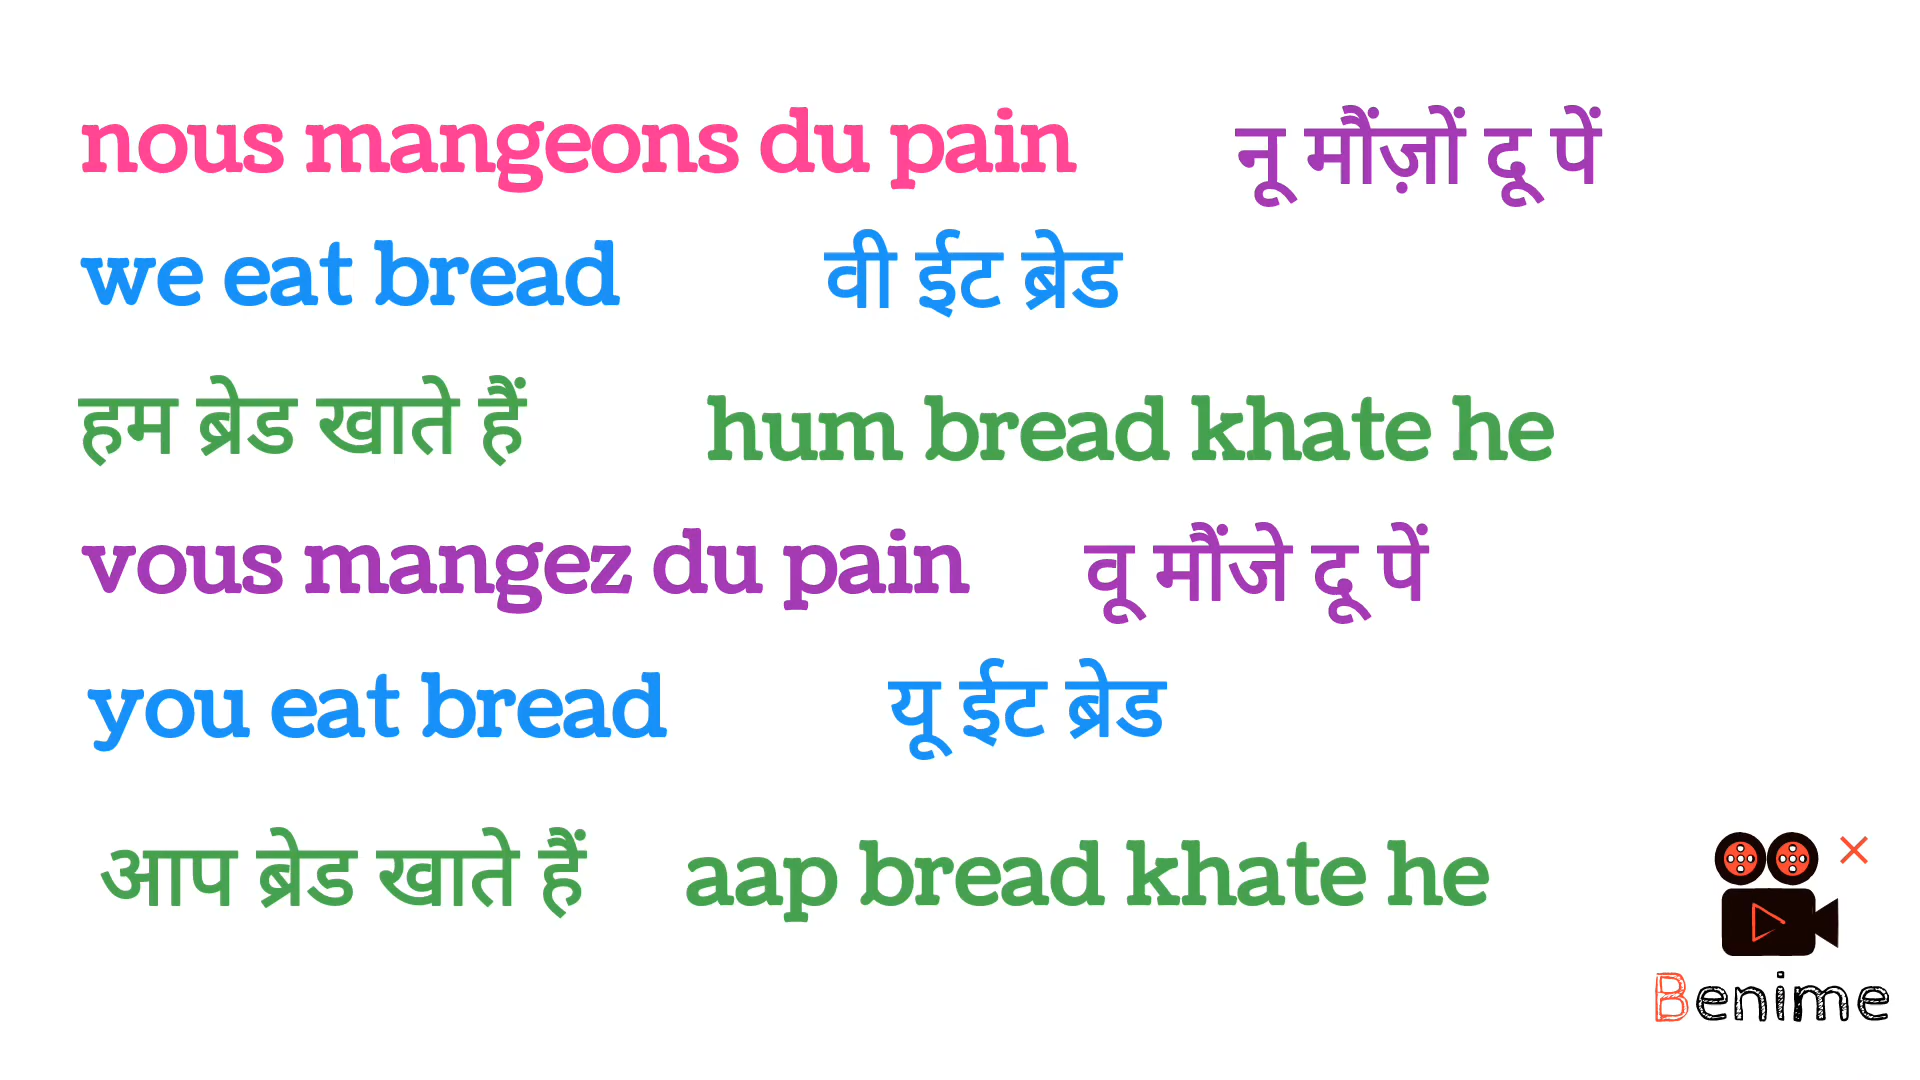 nous mangeons du pain नू मौंज़ों दू पें
we eat bread वी ईट ब्रेड
हम ब्रेड खाते हैं hum bread khate he
vous mangez du pain वू मौंजे दू पें
you eat bread यू ईट ब्रेड
आप ब्रेड खाते हैं aap bread khate he
Benime